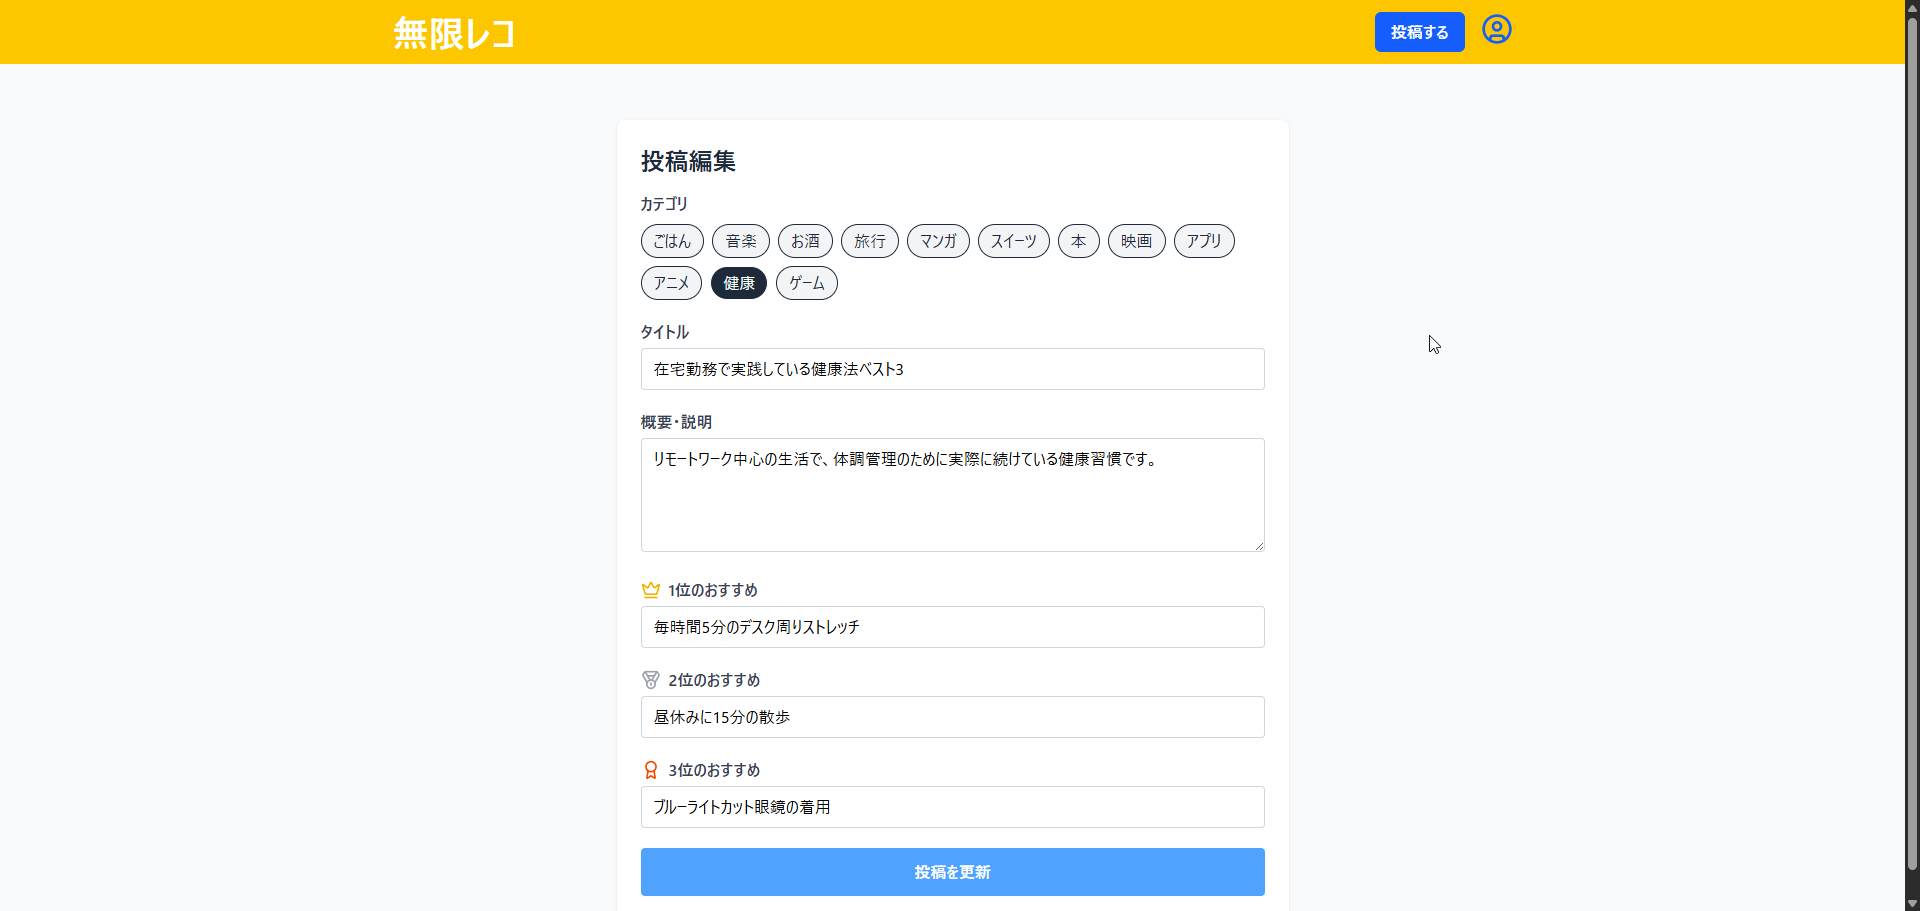 無限レコ
投稿する
投稿編集
カテゴリ
ごはん 音楽 お酒 旅行 マンガ スイーツ 本 映画 アプリ
アニメ 健康 ゲーム
タイトル
在宅勤務で実践している健康法ベスト3
概要・説明
リモートワーク中心の生活で、体調管理のために実際に続けている健康習慣です。
1位のおすすめ
毎時間5分のデスク周りストレッチ
2位のおすすめ
昼休みに15分の散歩
3位のおすすめ
ブルーライトカット眼鏡の着用
投稿を更新